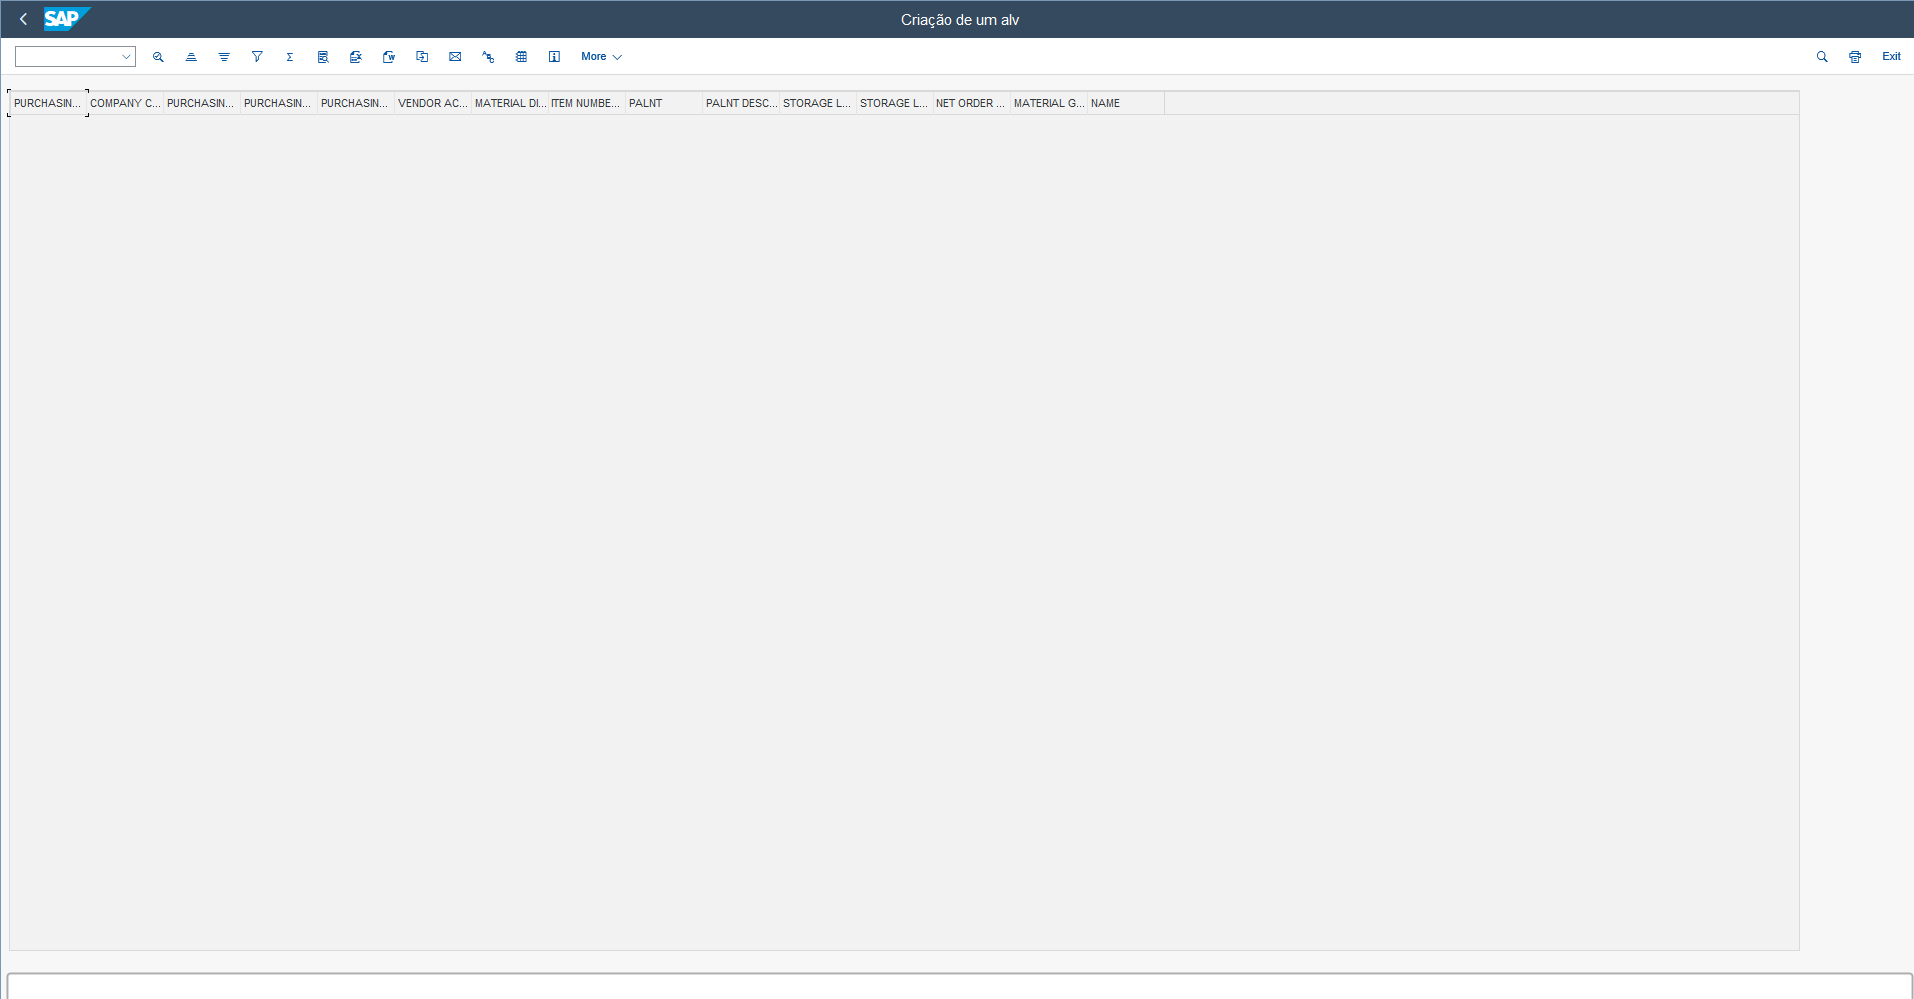 SAP Criação de um alv
More Exit
PURCHASIN... COMPANY C... PURCHASIN... PURCHASIN... PURCHASIN... VENDOR AC... MATERIAL DI... ITEM NUMBE... PALNT PALNT DESC... STORAGE L... STORAGE L... NET ORDER ... MATERIAL G... NAME